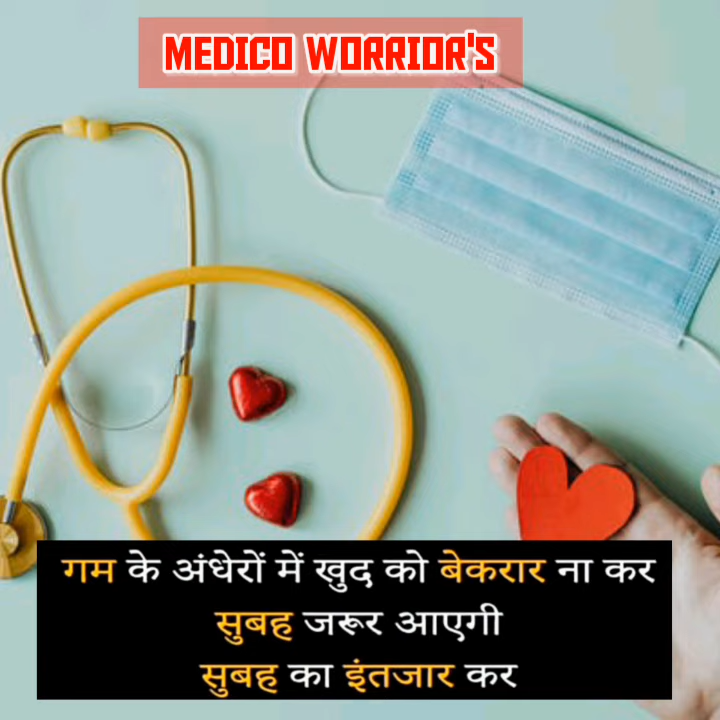 MEDICO WORRIOR'S
गम के अंधेरों में खुद को बेकरार ना कर
सुबह जरूर आएगी
सुबह का इंतजार कर